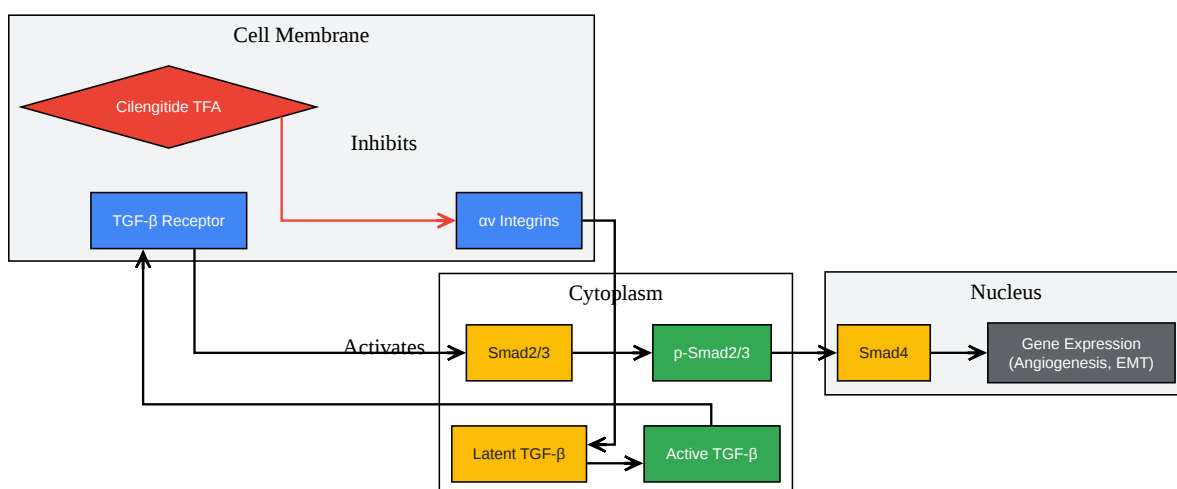 Cell Membrane
Cilengitide TFA
Inhibits
TGF-β Receptor
αv Integrins
Cytoplasm
Nucleus
Activates
Smad2/3
p-Smad2/3
Smad4
Gene Expression
(Angiogenesis, EMT)
Latent TGF-β
Active TGF-β